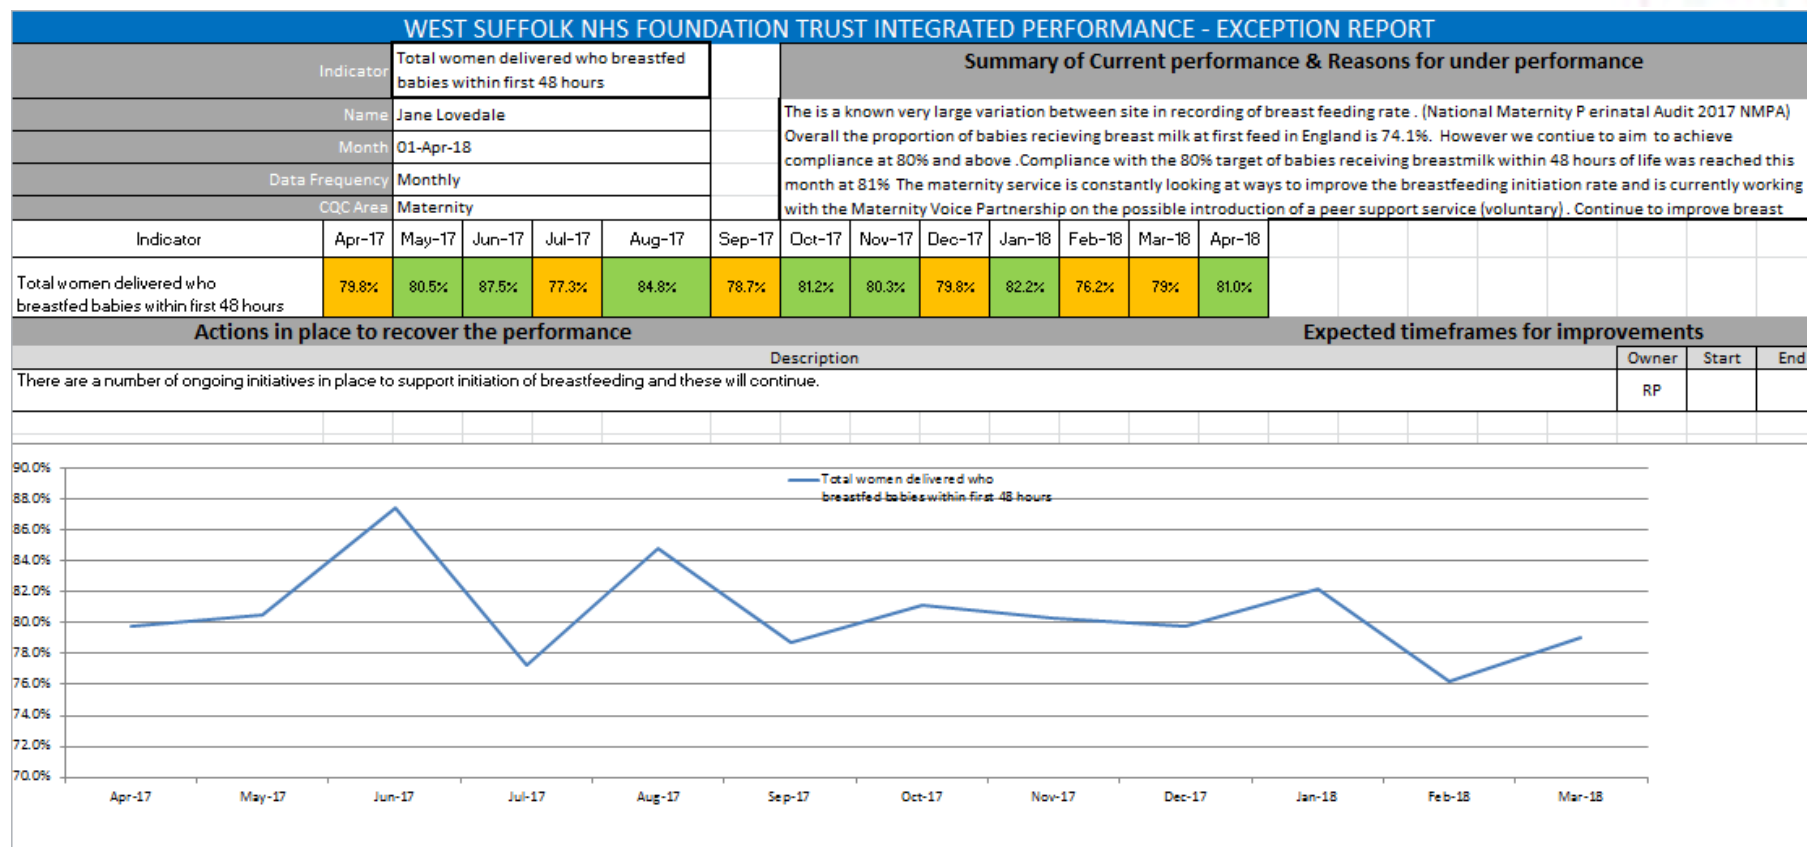 WEST SUFFOLK NHS FOUNDATION TRUST INTEGRATED PERFORMANCE - EXCEPTION REPORT
Indicator
Total women delivered who breastfed
babies within first 48 hours
Summary of Current performance & Reasons for under performance
Name Jane Lovedale
Month 01-Apr-18
Data Frequency Monthly
CQC Area Maternity
The is a known very large variation between site in recording of breast feeding rate . (National Maternity P erinatal Audit 2017 NMPA)
Overall the proportion of babies recieving breast milk at first feed in England is 74.1%. However we contiue to aim to achieve
compliance at 80% and above .Compliance with the 80% target of babies receiving breastmilk within 48 hours of life was reached this
month at 81% The maternity service is constantly looking at ways to improve the breastfeeding initiation rate and is currently working
with the Maternity Voice Partnership on the possible introduction of a peer support service (voluntary) . Continue to improve breast
Indicator Apr-17 May-17 Jun-17 Jul-17 Aug-17 Sep-17 Oct-17 Nov-17 Dec-17 Jan-18 Feb-18 Mar-18 Apr-18
Total women delivered who
breastfed babies within first 48 hours
79.8% 80.5% 87.5% 77.3% 84.8% 78.7% 81.2% 80.3% 79.8% 82.2% 76.2% 79% 81.0%
Actions in place to recover the performance Expected timeframes for improvements
Description Owner Start End
There are a number of ongoing initiatives in place to support initiation of breastfeeding and these will continue.
RP
Total women delivered who
breastfed babies within first 48 hours
90.0%
88.0%
86.0%
84.0%
82.0%
80.0%
78.0%
76.0%
74.0%
72.0%
70.0%
Apr-17 May-17 Jun-17 Jul-17 Aug-17 Sep-17 Oct-17 Nov-17 Dec-17 Jan-18 Feb-18 Mar-18